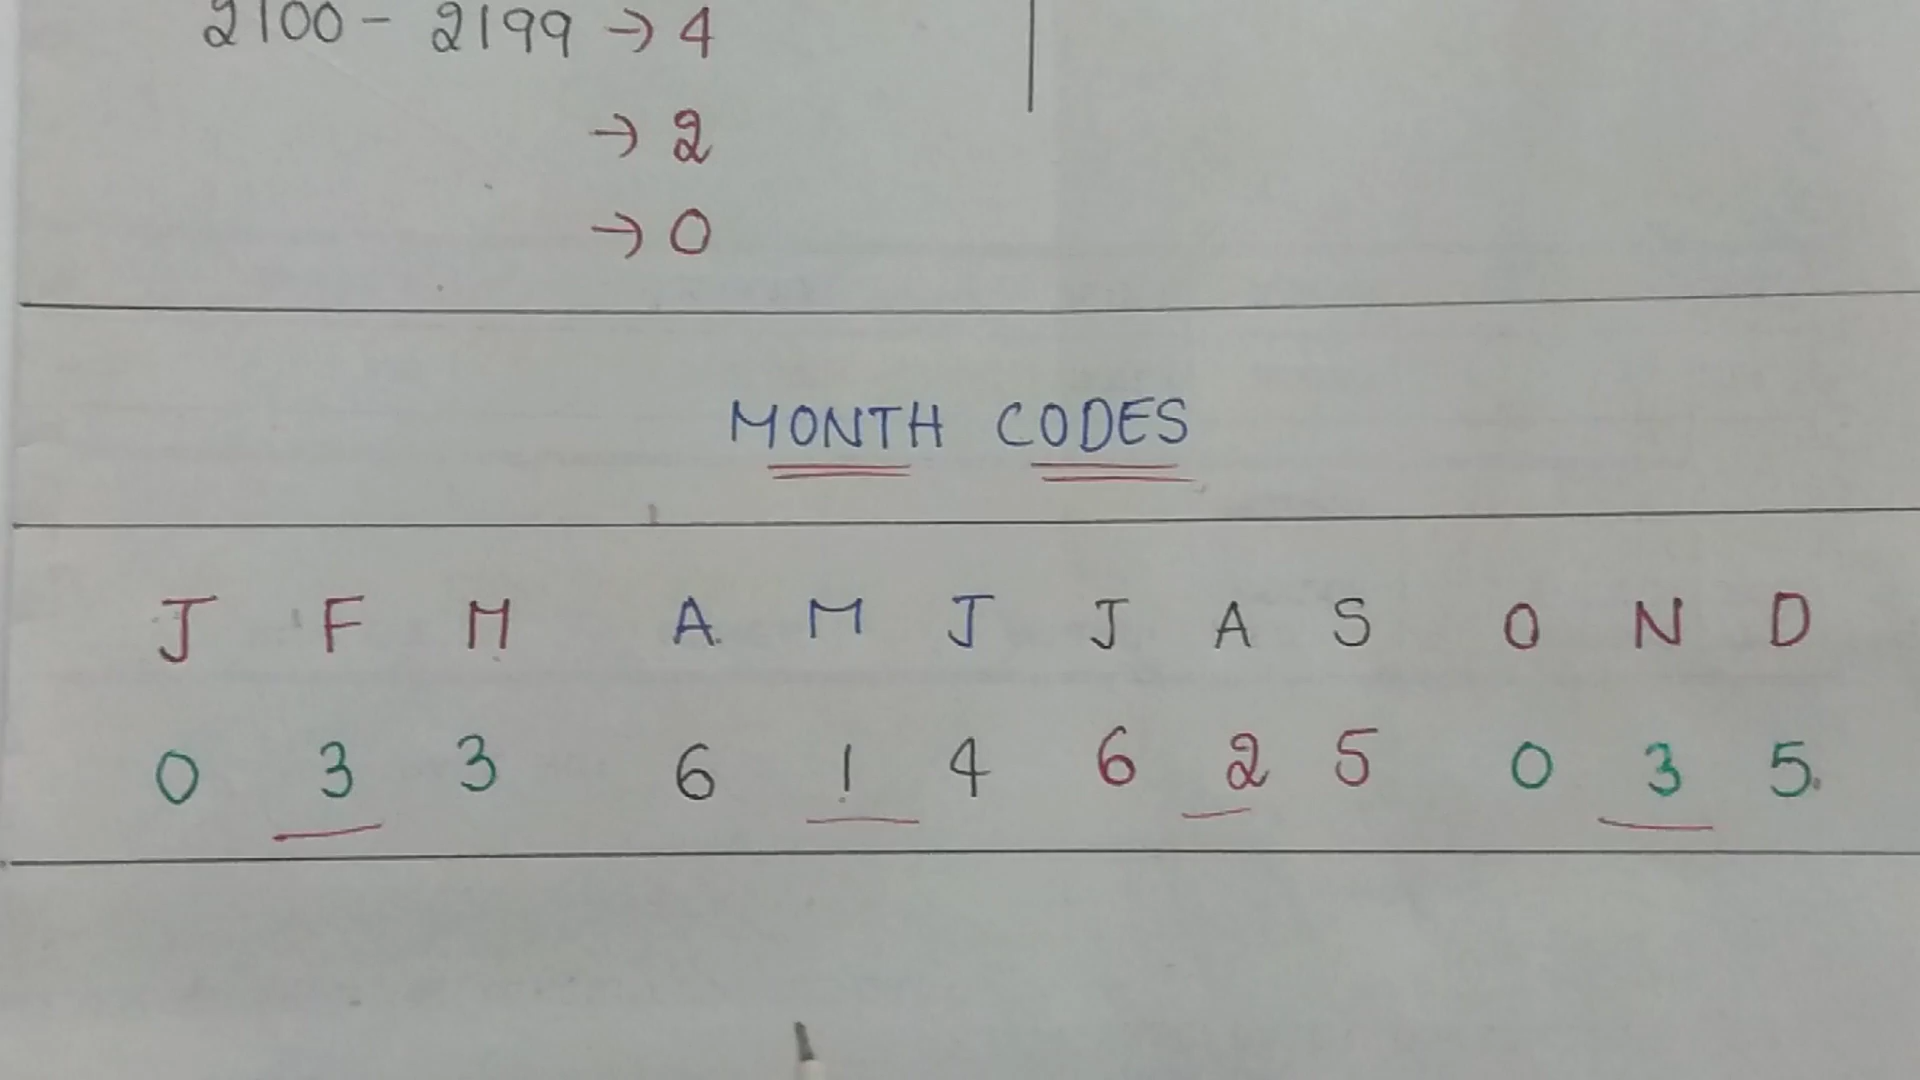 2100 - 2199 → 4
→ 2
→ 0
MONTH CODES
J F M A M J J A S O N D
0 3 3 6 1 4 6 2 5 0 3 5